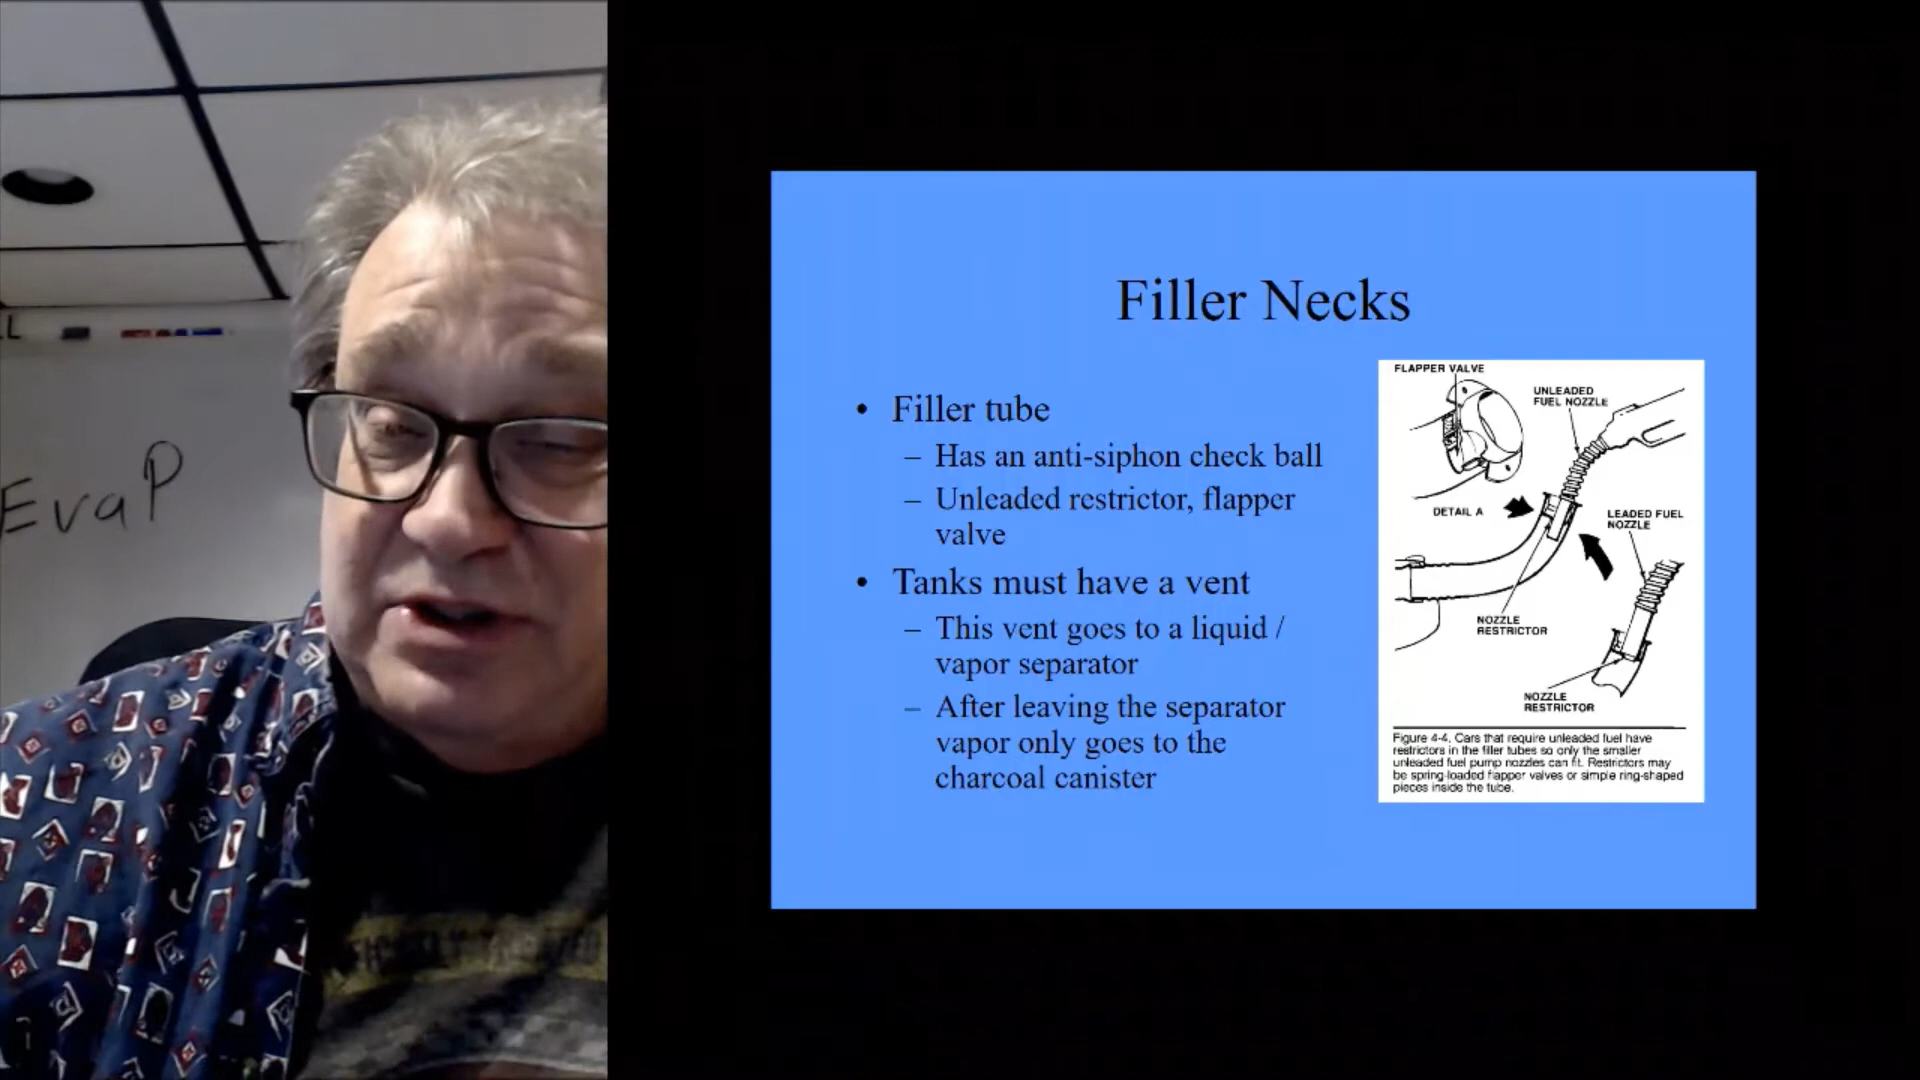 EvaP
Filler Necks
• Filler tube
– Has an anti-siphon check ball
– Unleaded restrictor, flapper
valve
• Tanks must have a vent
– This vent goes to a liquid /
vapor separator
– After leaving the separator
vapor only goes to the
charcoal canister
FLAPPER VALVE
UNLEADED
FUEL NOZZLE
DETAIL A
LEADED FUEL
NOZZLE
NOZZLE
RESTRICTOR
NOZZLE
RESTRICTOR
Figure 4-4. Cars that require unleaded fuel have
restrictors in the filler tubes so only the smaller
unleaded fuel pump nozzles can fit. Restrictors may
be spring-loaded flapper valves or simple ring-shaped
pieces inside the tube.